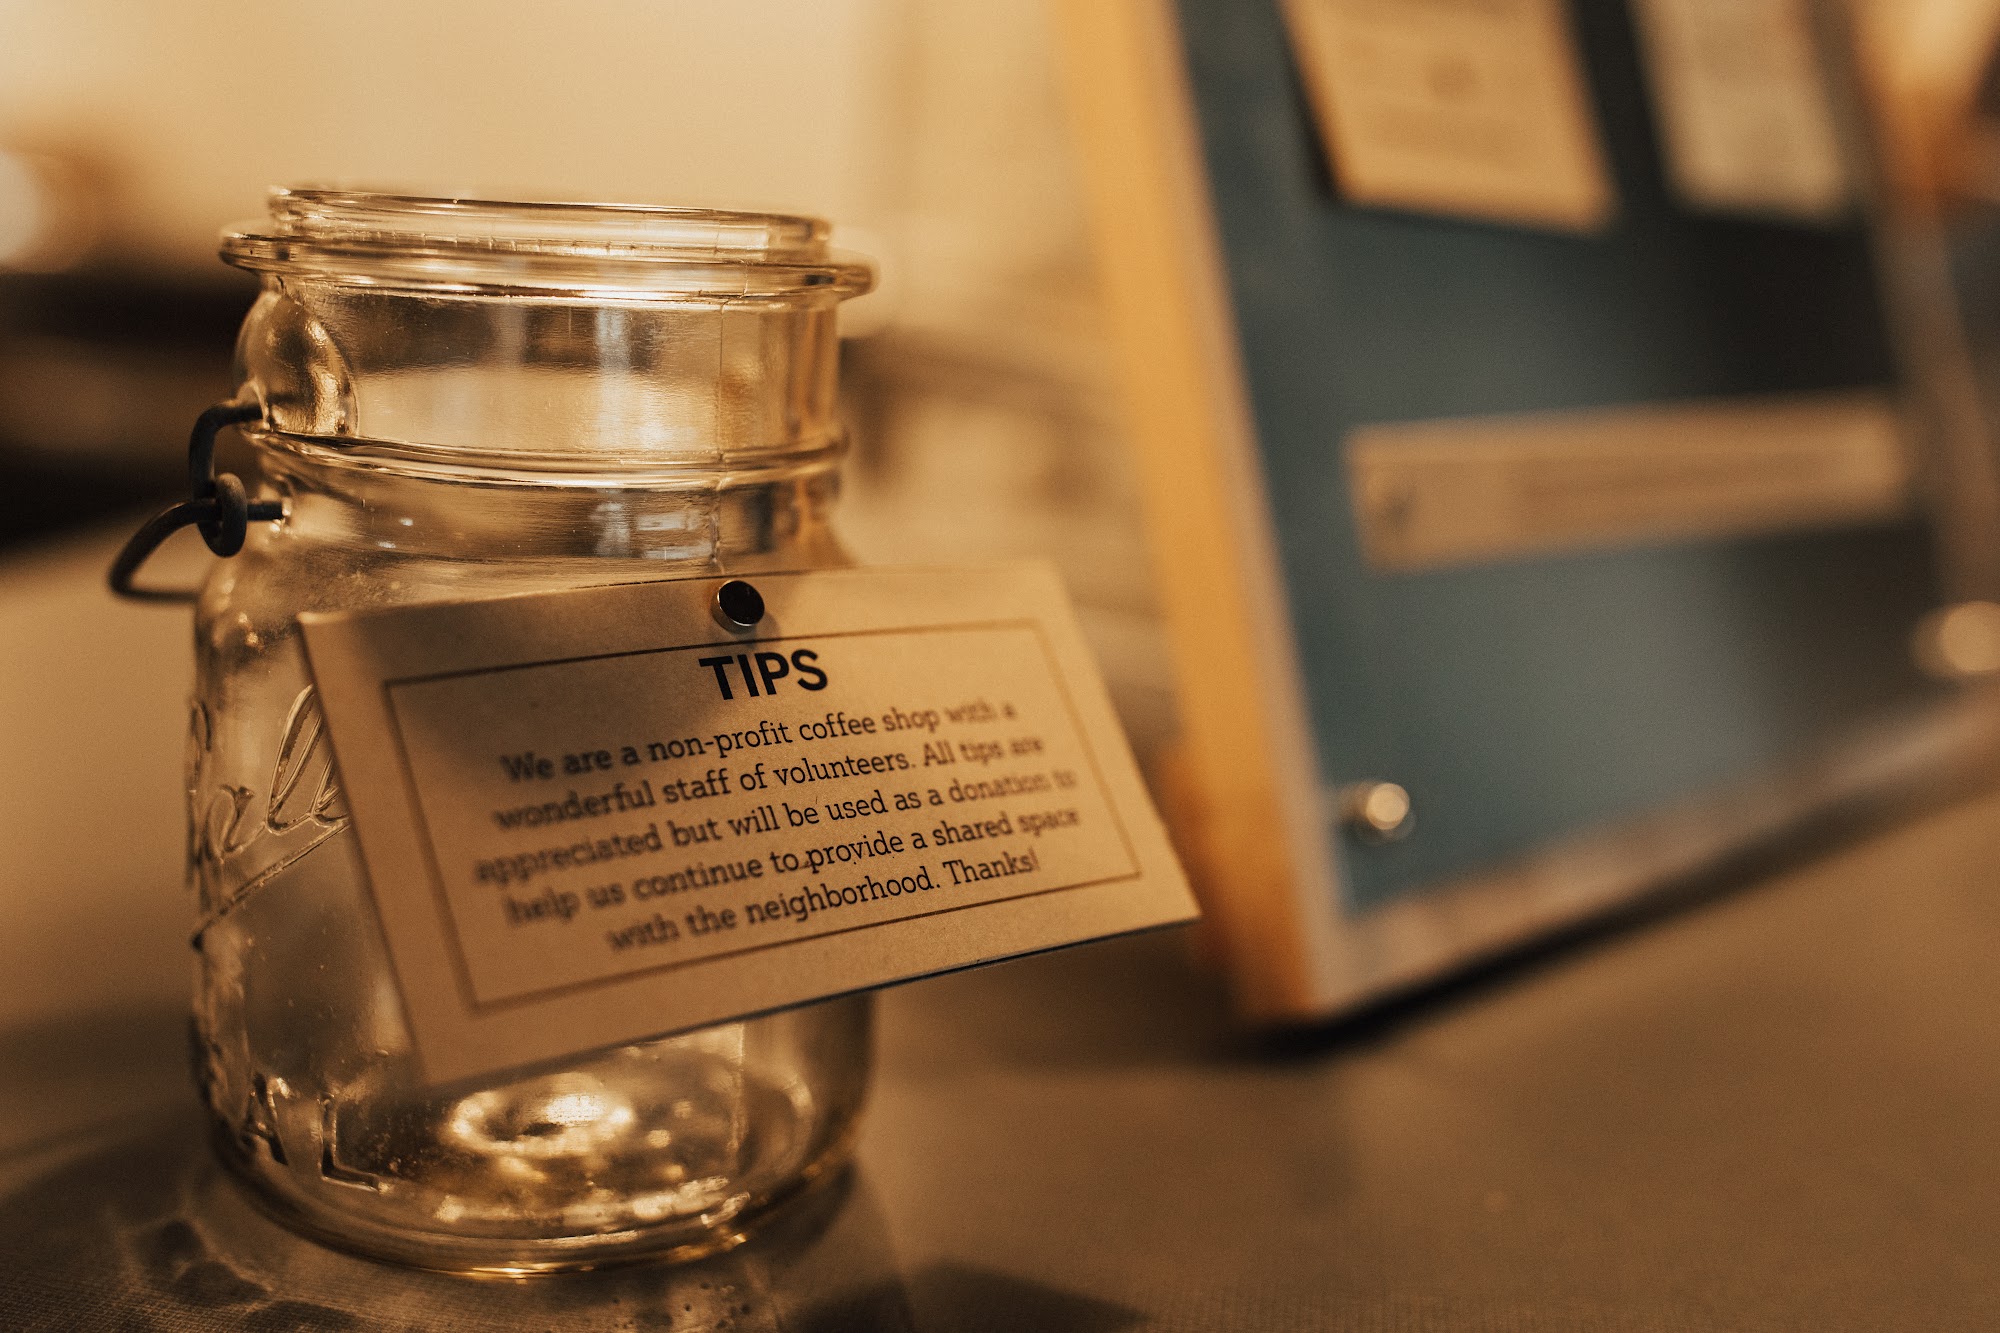 TIPS
We are a non-profit coffee shop with a
wonderful staff of volunteers. All tips are
appreciated but will be used as a donation to
help us continue to provide a shared space
with the neighborhood. Thanks!